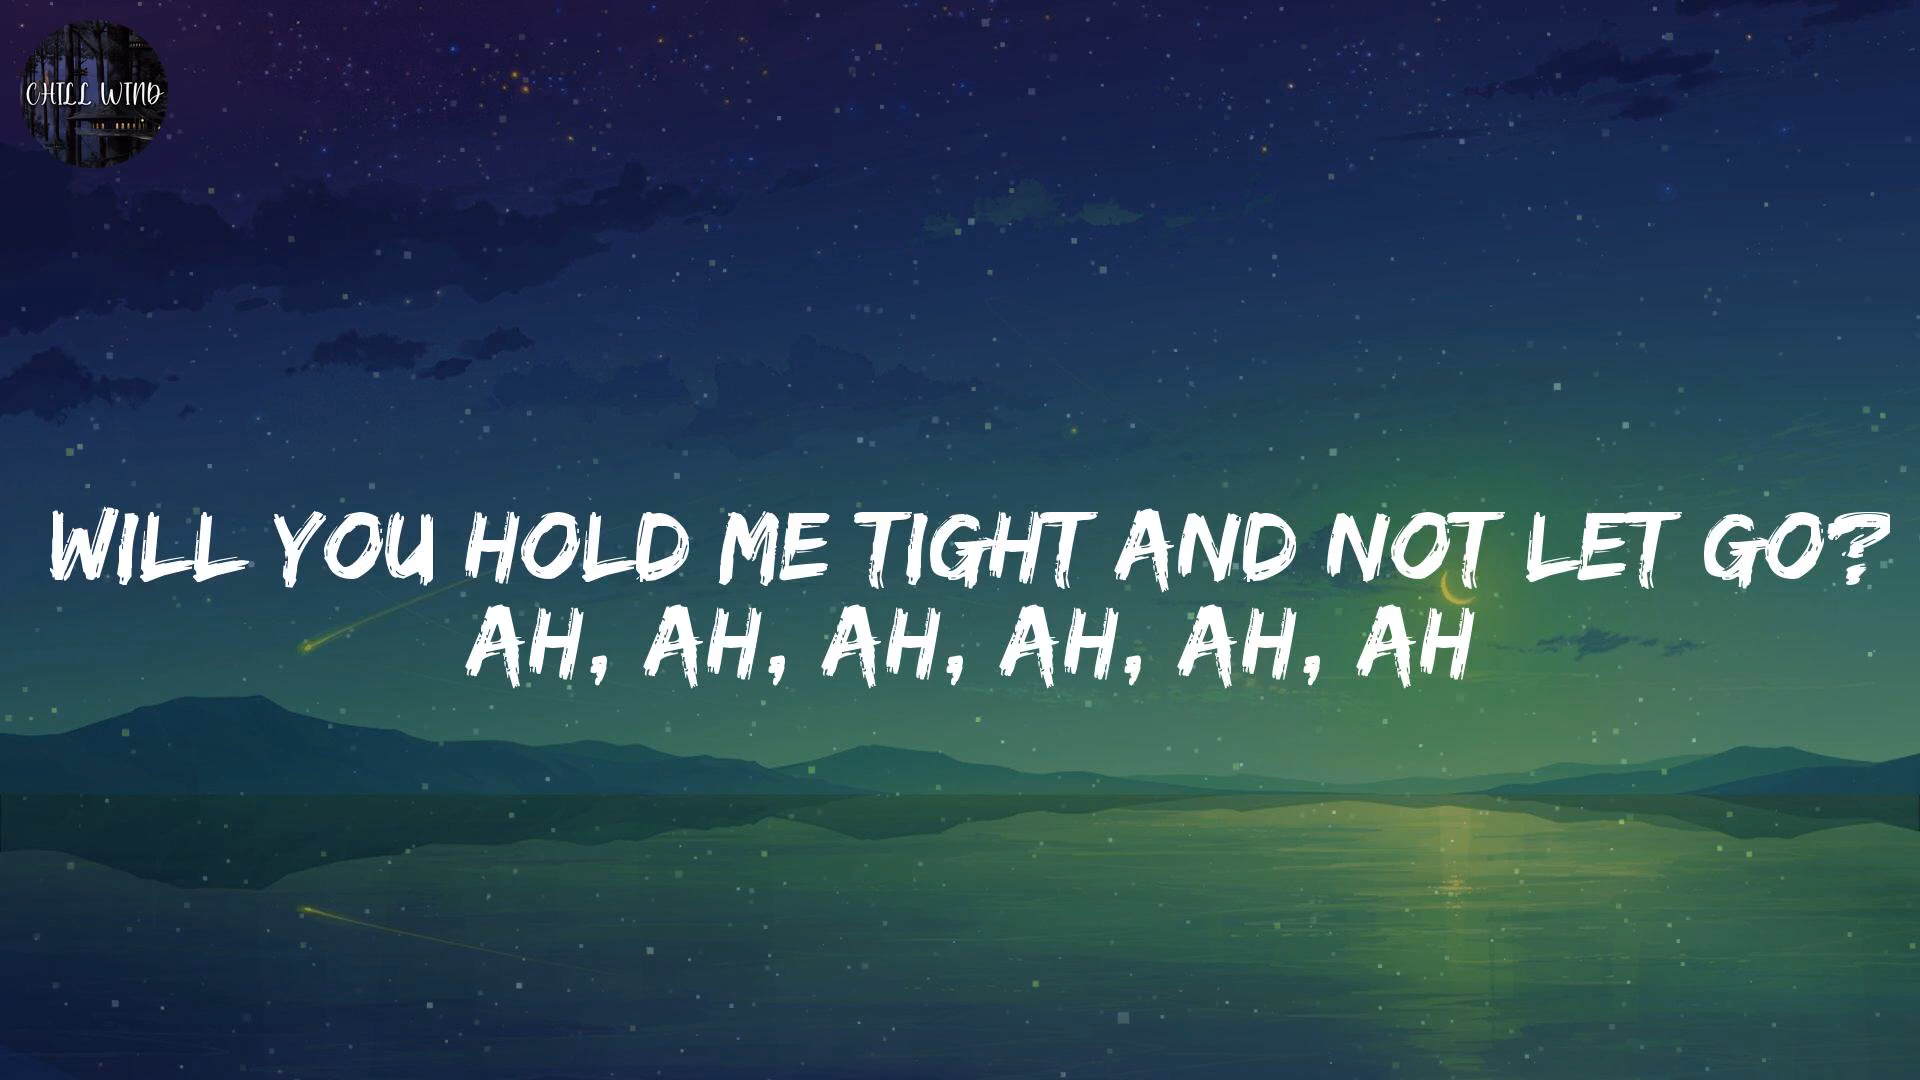 CHILL WIND
WILL YOU HOLD ME TIGHT AND NOT LET GO?
AH, AH, AH, AH, AH, AH